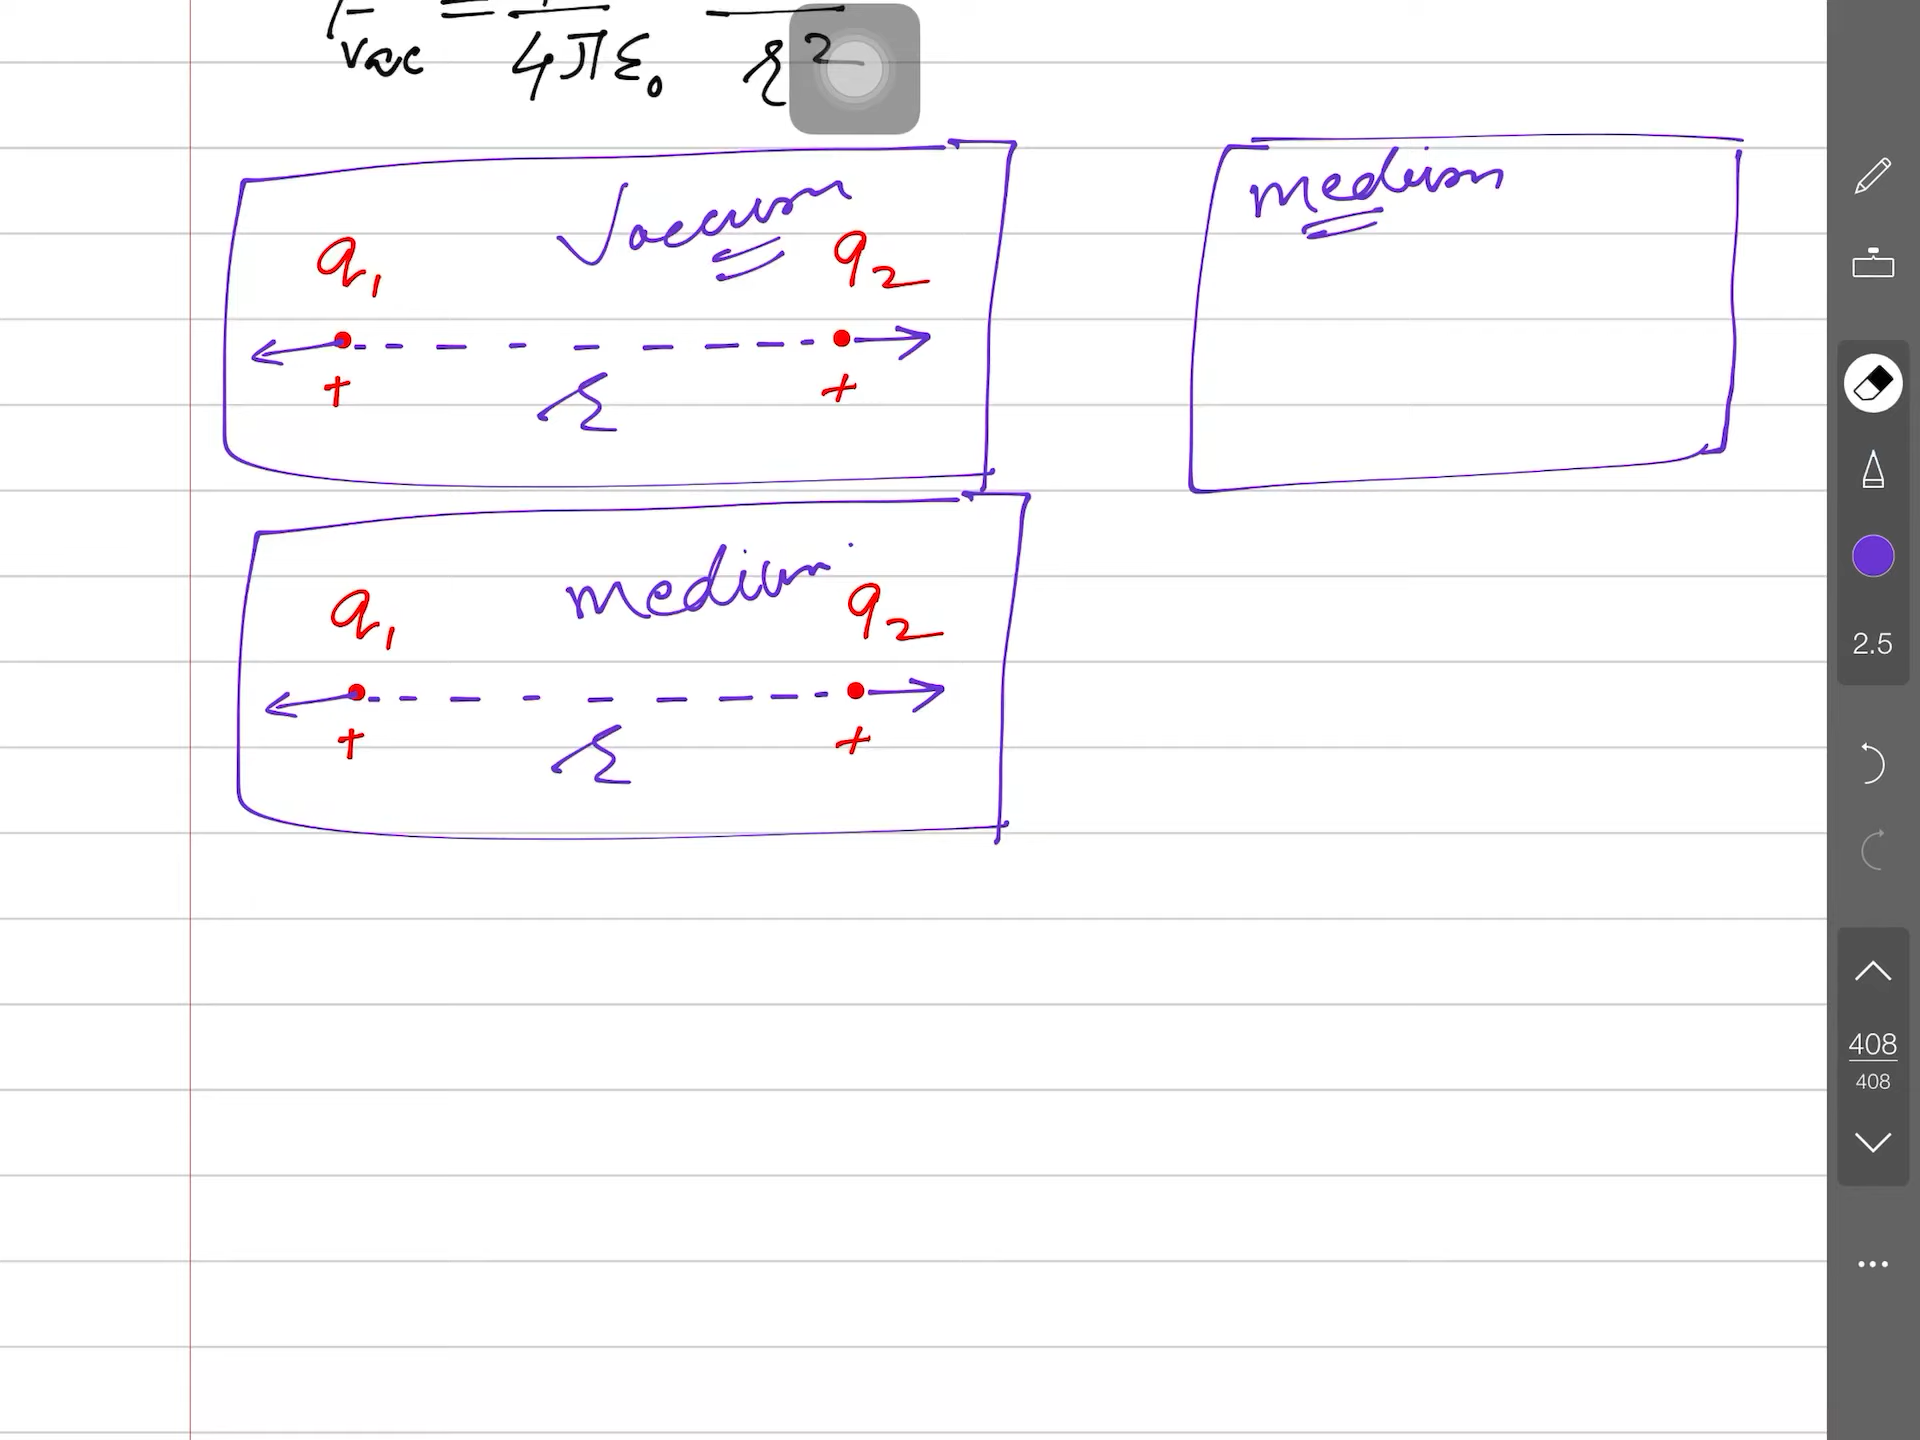 F vac = 1/4πε₀ r²
Vaccum
q₁ q₂
+ r +
medium
medium
q₁ q₂
+ r +
2.5
408
408